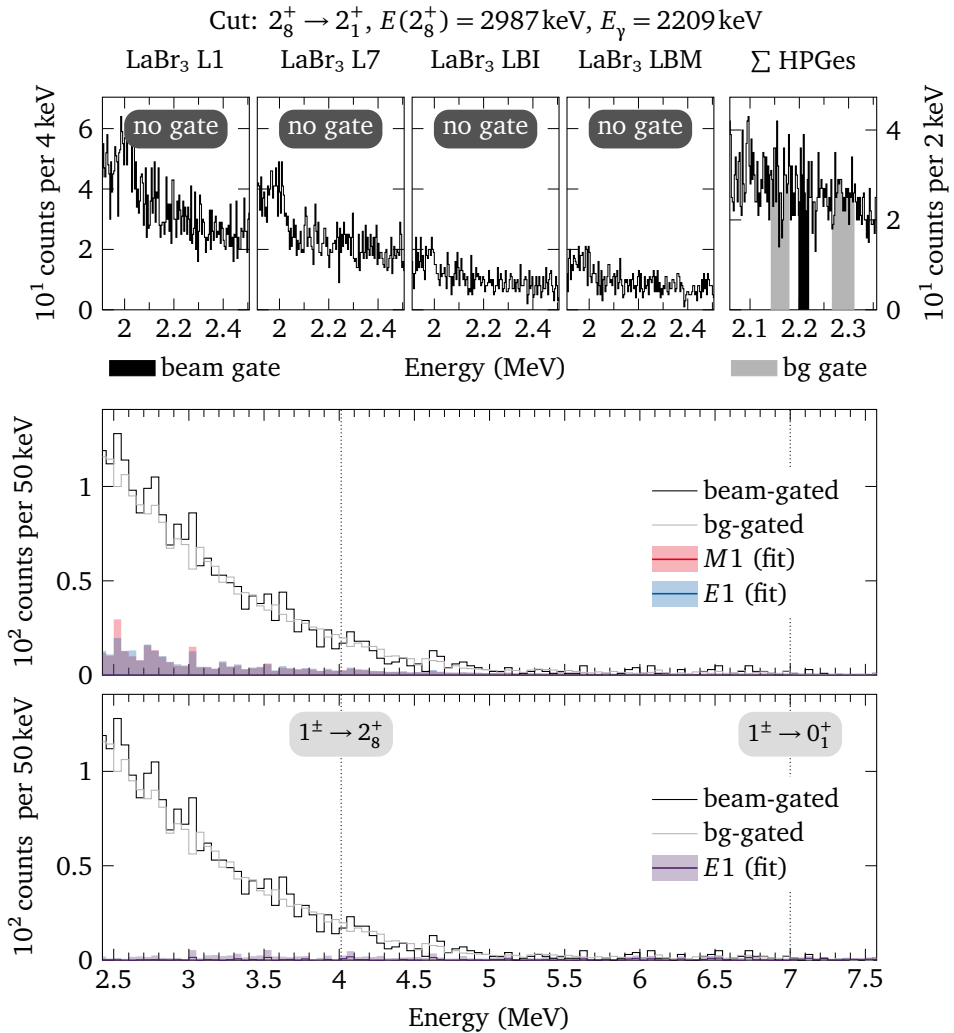 Cut: 2₈⁺ → 2₁⁺, E(2₈⁺) = 2987 keV, E_γ = 2209 keV
LaBr₃ L1 LaBr₃ L7 LaBr₃ LBI LaBr₃ LBM ∑ HPGes
no gate no gate no gate no gate
10¹ counts per 4 keV
0 2 4 6
10¹ counts per 2 keV
0 2 4
2 2.2 2.4 2 2.2 2.4 2 2.2 2.4 2 2.2 2.4 2.1 2.2 2.3
beam gate Energy (MeV) bg gate
10² counts per 50 keV
1
0.5
0
beam-gated
bg-gated
M1 (fit)
E1 (fit)
10² counts per 50 keV
1
0.5
0
1± → 2₈⁺ 1± → 0₁⁺
beam-gated
bg-gated
E1 (fit)
2.5 3 3.5 4 4.5 5 5.5 6 6.5 7 7.5
Energy (MeV)